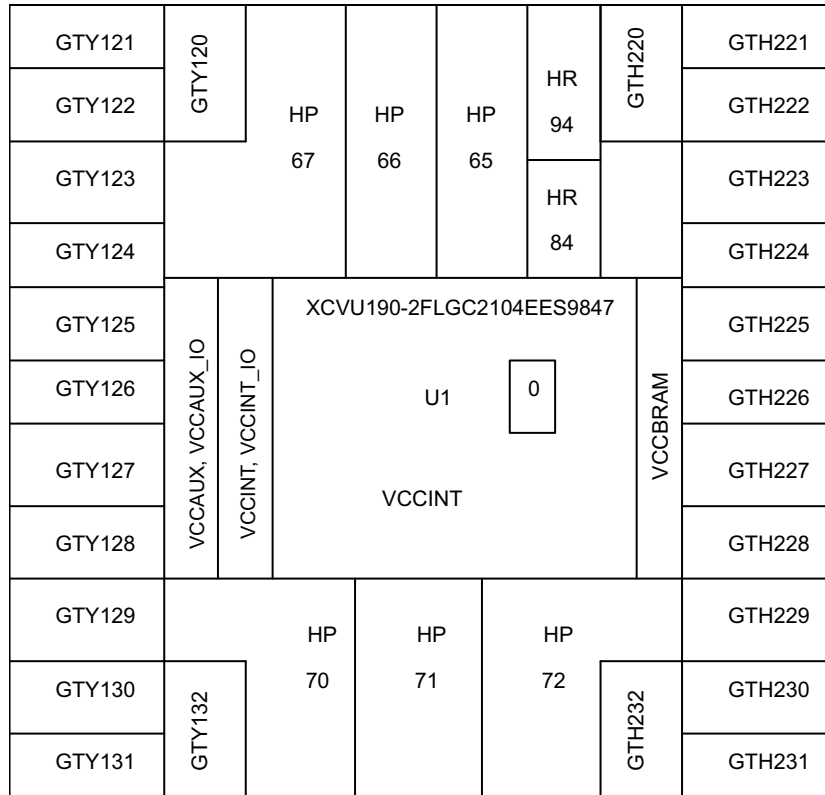 GTY121
GTY122
GTY123
GTY124
GTY125
GTY126
GTY127
GTY128
GTY129
GTY130
GTY131
GTY120
HP
67
HP
66
HP
65
HR
94
HR
84
GTH220
VCCAUX, VCCAUX_IO
VCCINT, VCCINT_IO
XCVU190-2FLGC2104EES9847
U1
0
VCCINT
VCCBRAM
GTY132
HP
70
HP
71
HP
72
GTH232
GTH221
GTH222
GTH223
GTH224
GTH225
GTH226
GTH227
GTH228
GTH229
GTH230
GTH231